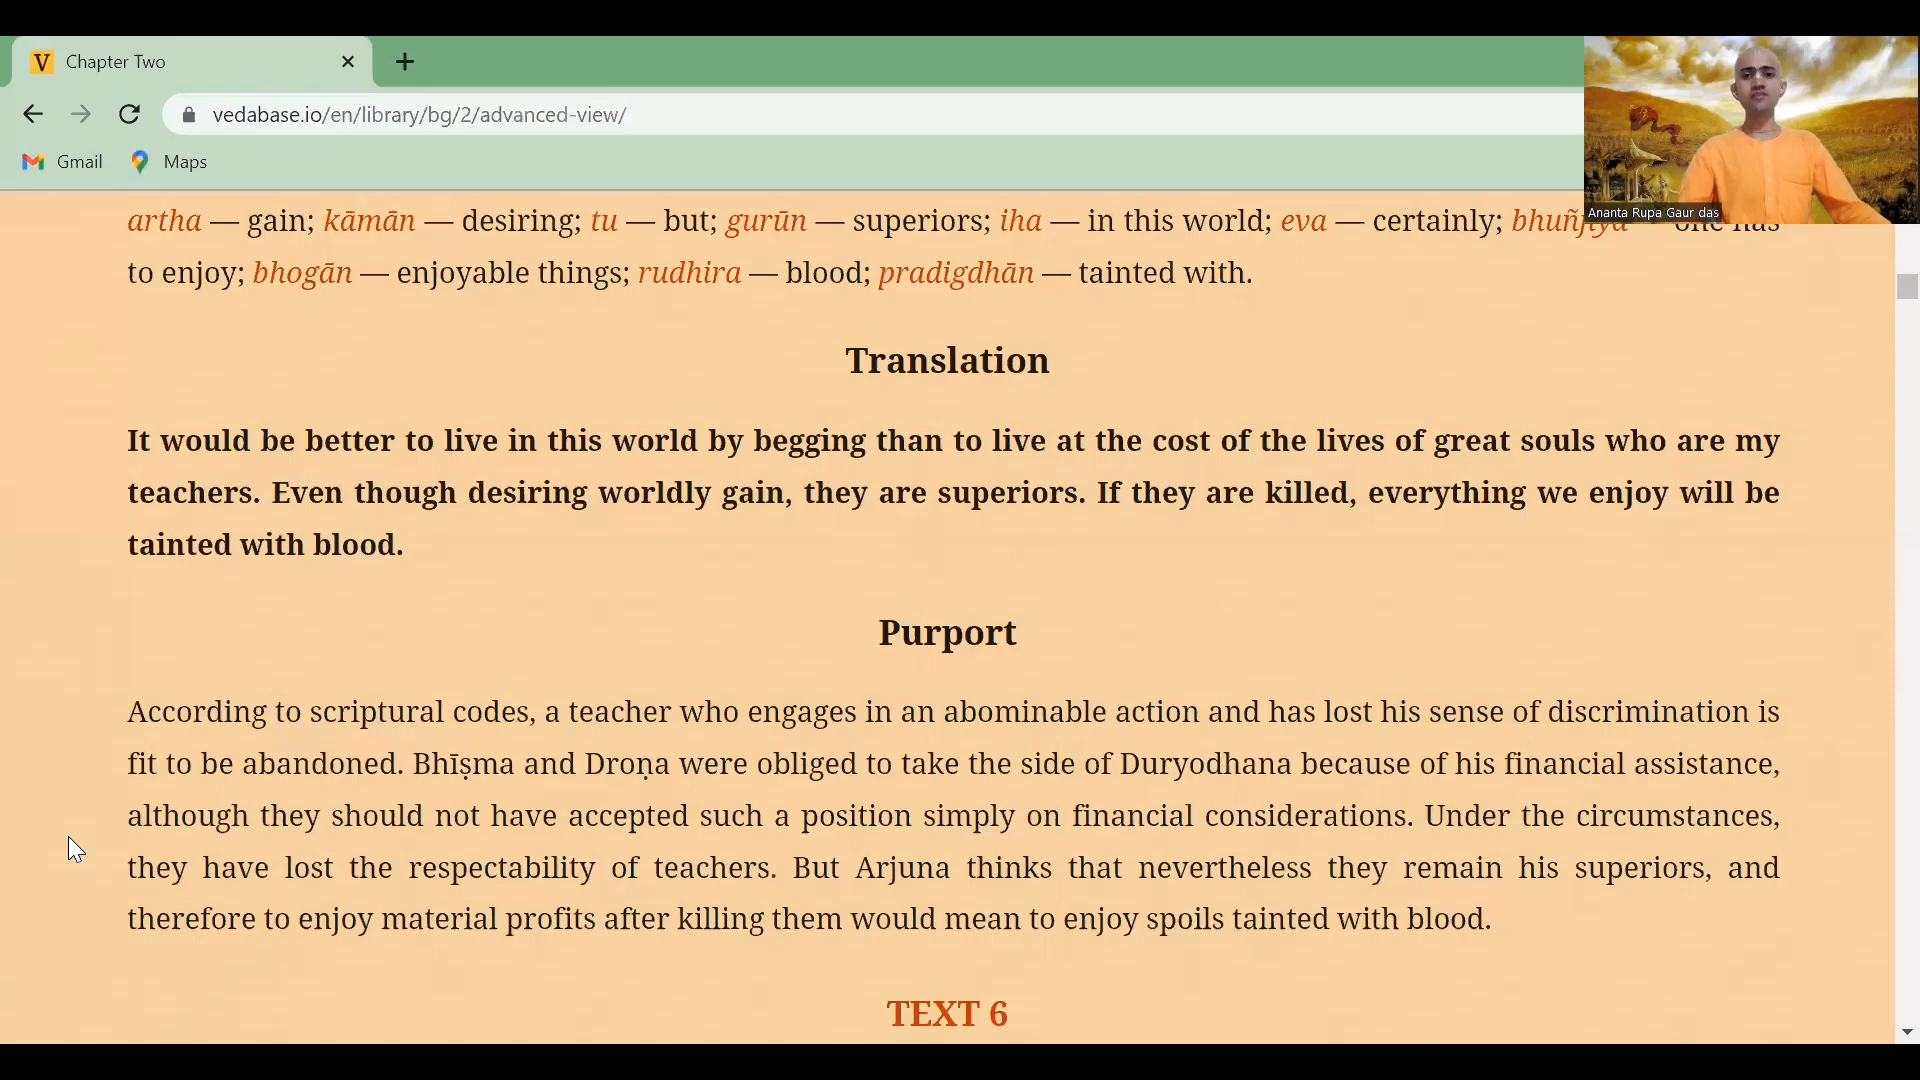 V Chapter Two
vedabase.io/en/library/bg/2/advanced-view/
Gmail Maps
Ananta Rupa Gaur das
artha — gain; kāmān — desiring; tu — but; gurūn — superiors; iha — in this world; eva — certainly; has
to enjoy; bhogān — enjoyable things; rudhira — blood; pradigdhān — tainted with.
Translation
It would be better to live in this world by begging than to live at the cost of the lives of great souls who are my
teachers. Even though desiring worldly gain, they are superiors. If they are killed, everything we enjoy will be
tainted with blood.
Purport
According to scriptural codes, a teacher who engages in an abominable action and has lost his sense of discrimination is
fit to be abandoned. Bhīṣma and Droṇa were obliged to take the side of Duryodhana because of his financial assistance,
although they should not have accepted such a position simply on financial considerations. Under the circumstances,
they have lost the respectability of teachers. But Arjuna thinks that nevertheless they remain his superiors, and
therefore to enjoy material profits after killing them would mean to enjoy spoils tainted with blood.
TEXT 6